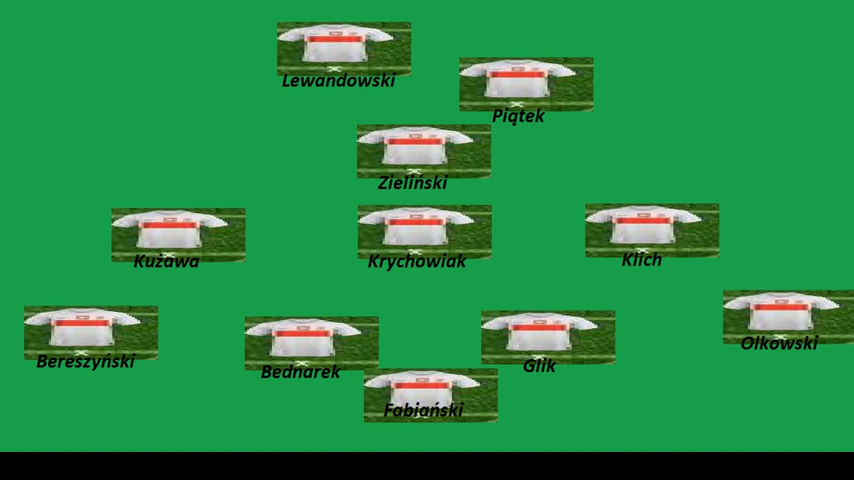 Lewandowski
Piątek
Zieliński
Kużawa
Krychowiak
Klich
Bereszyński
Bednarek
Glik
Olkowski
Fabiański